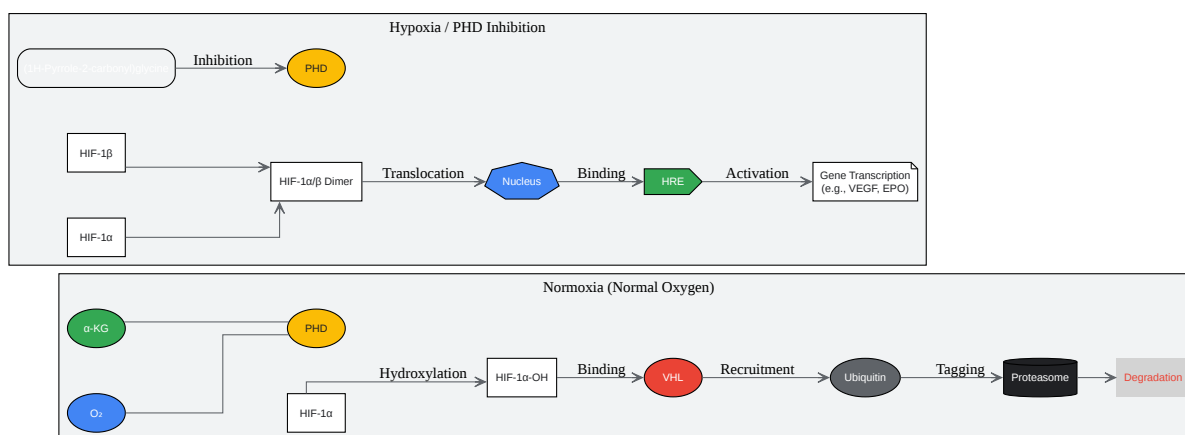 Hypoxia / PHD Inhibition
Inhibition
PHD
HIF-1β
HIF-1α/β Dimer
Translocation
Nucleus
Binding
HRE
Activation
Gene Transcription
(e.g., VEGF, EPO)
HIF-1α
Normoxia (Normal Oxygen)
α-KG
PHD
O₂
HIF-1α
Hydroxylation
HIF-1α-OH
Binding
VHL
Recruitment
Ubiquitin
Tagging
Proteasome
Degradation